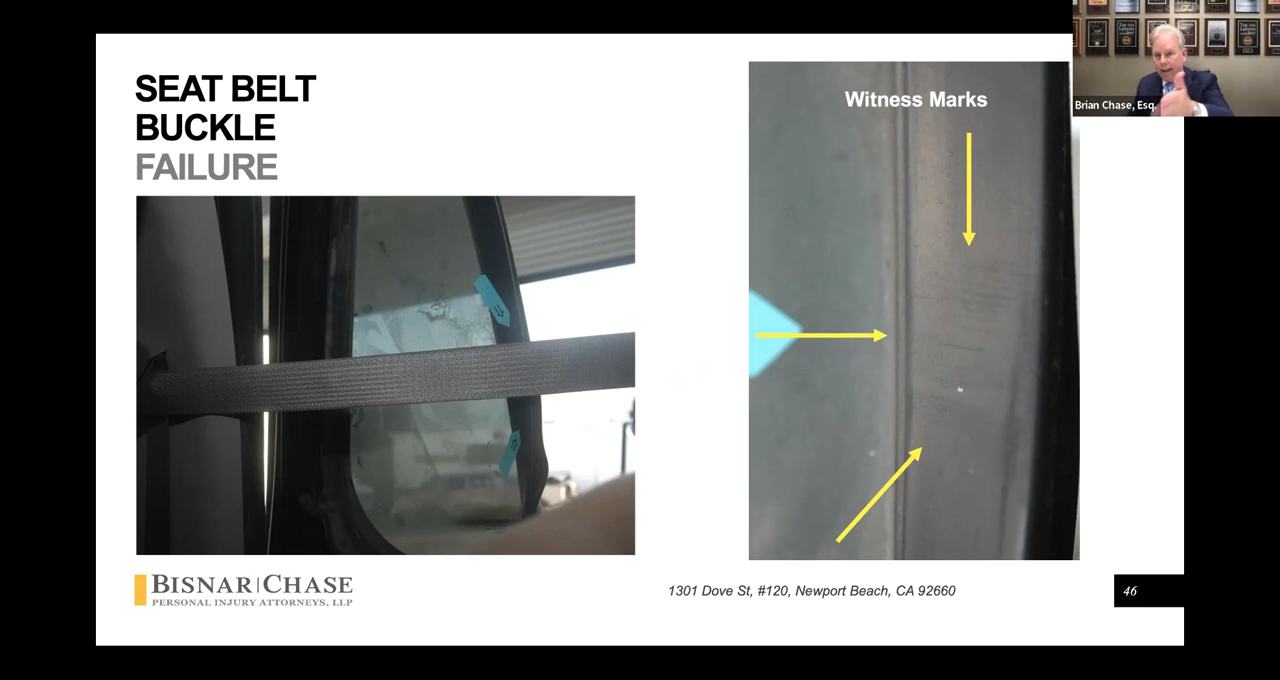 SEAT BELT
BUCKLE
FAILURE
Witness Marks
Brian Chase, Esq.
BISNAR|CHASE
PERSONAL INJURY ATTORNEYS, LLP
1301 Dove St, #120, Newport Beach, CA 92660
46